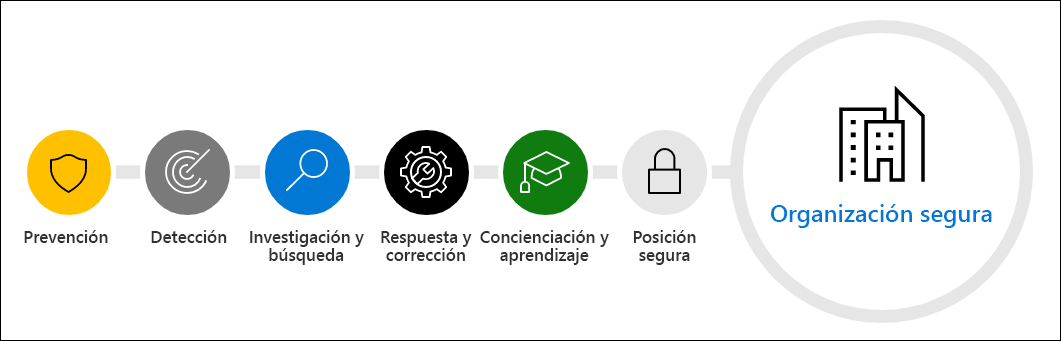 Prevención
Detección
Investigación y
búsqueda
Respuesta y
corrección
Concienciación y
aprendizaje
Posición
segura
Organización segura